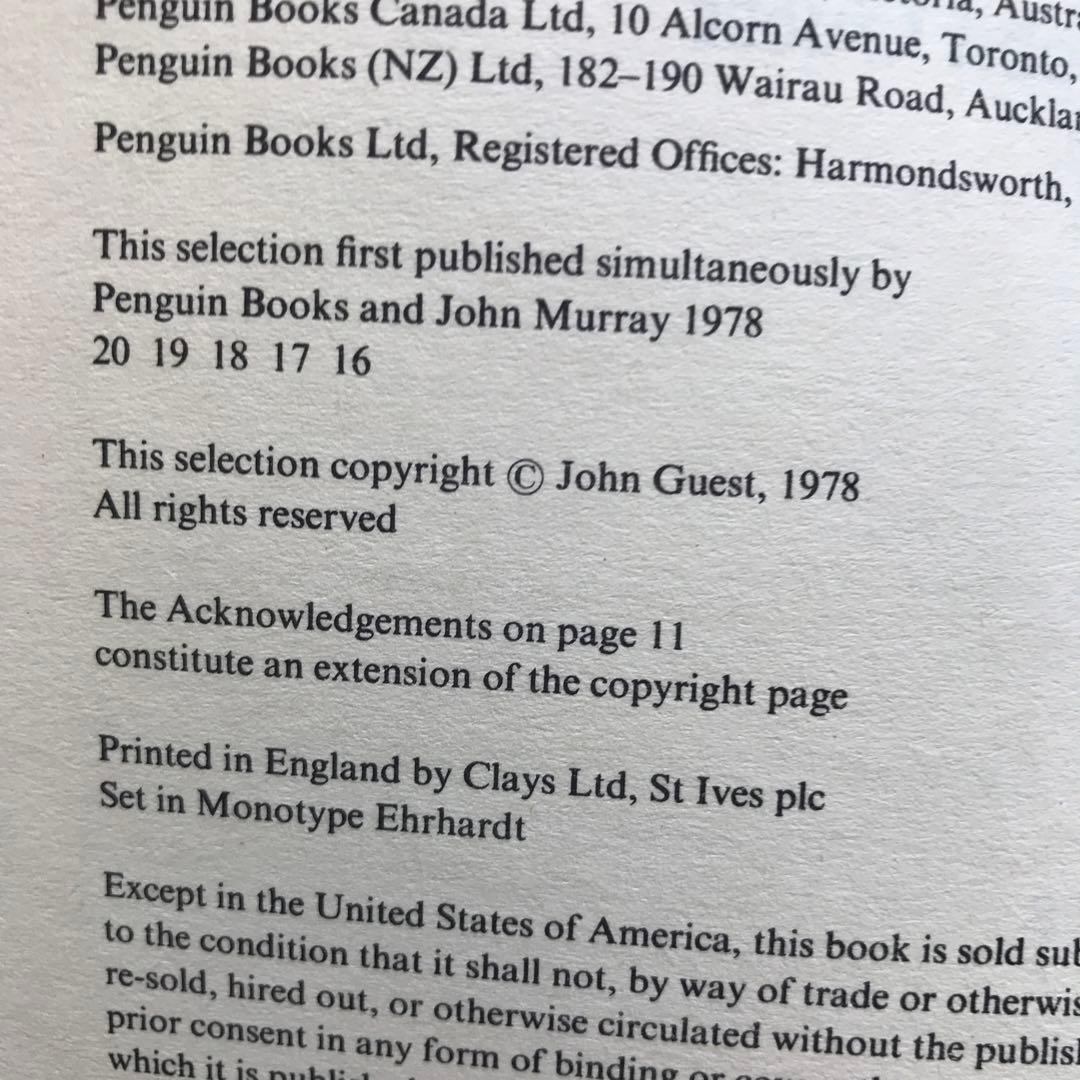 Penguin Books Canada Ltd, 10 Alcorn Avenue, Toronto,
Penguin Books (NZ) Ltd, 182–190 Wairau Road,
Penguin Books Ltd, Registered Offices: Harmondsworth,
This selection first published simultaneously by
Penguin Books and John Murray 1978
20 19 18 17 16
This selection copyright © John Guest, 1978
All rights reserved
The Acknowledgements on page 11
constitute an extension of the copyright page
Printed in England by Clays Ltd, St Ives plc
Set in Monotype Ehrhardt
Except in the United States of America, this book is sold
to the condition that it shall not, by way of trade or
re-sold, hired out, or otherwise circulated without the
prior consent in any form of binding or
which it is